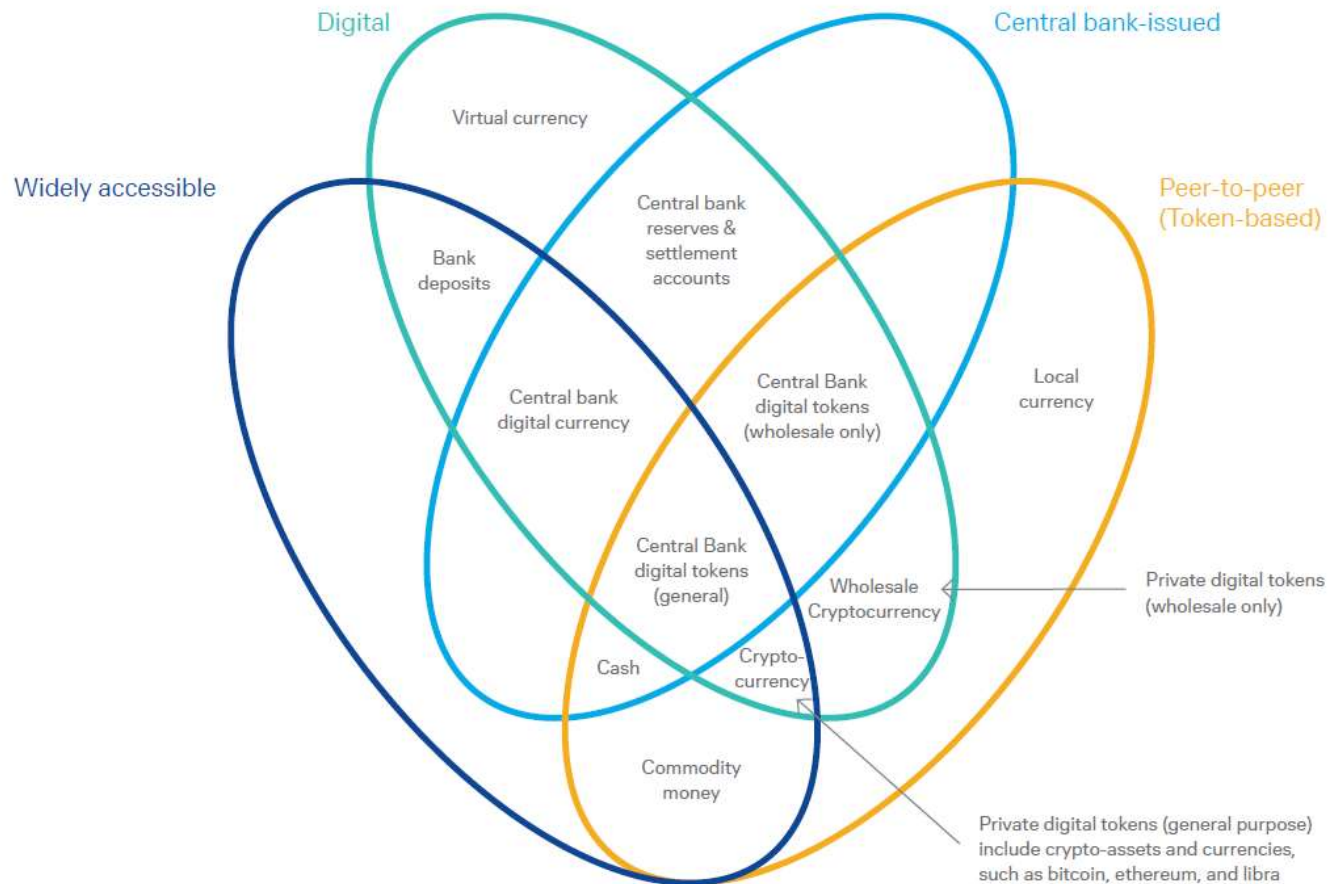 Digital
Central bank-issued
Virtual currency
Widely accessible
Peer-to-peer
(Token-based)
Central bank
reserves &
settlement
accounts
Bank
deposits
Central bank
digital currency
Central Bank
digital tokens
(wholesale only)
Local
currency
Central Bank
digital tokens
(general)
Wholesale
Cryptocurrency
Private digital tokens
(wholesale only)
Cash
Crypto-
currency
Commodity
money
Private digital tokens (general purpose)
include crypto-assets and currencies,
such as bitcoin, ethereum, and libra